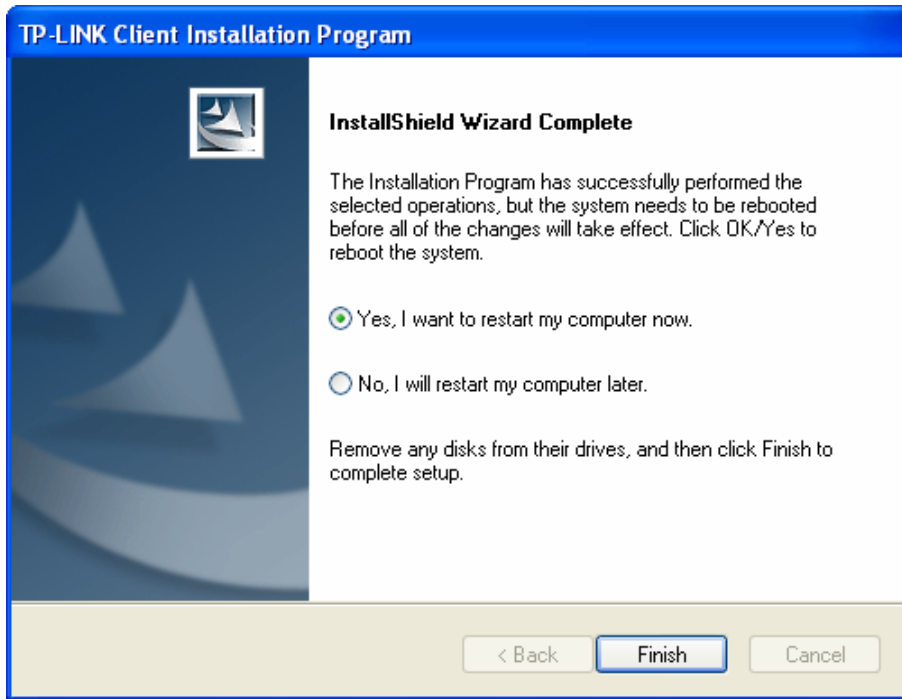 TP-LINK Client Installation Program
InstallShield Wizard Complete
The Installation Program has successfully performed the
selected operations, but the system needs to be rebooted
before all of the changes will take effect. Click OK/Yes to
reboot the system.
Yes, I want to restart my computer now.
No, I will restart my computer later.
Remove any disks from their drives, and then click Finish to
complete setup.
< Back
Finish
Cancel